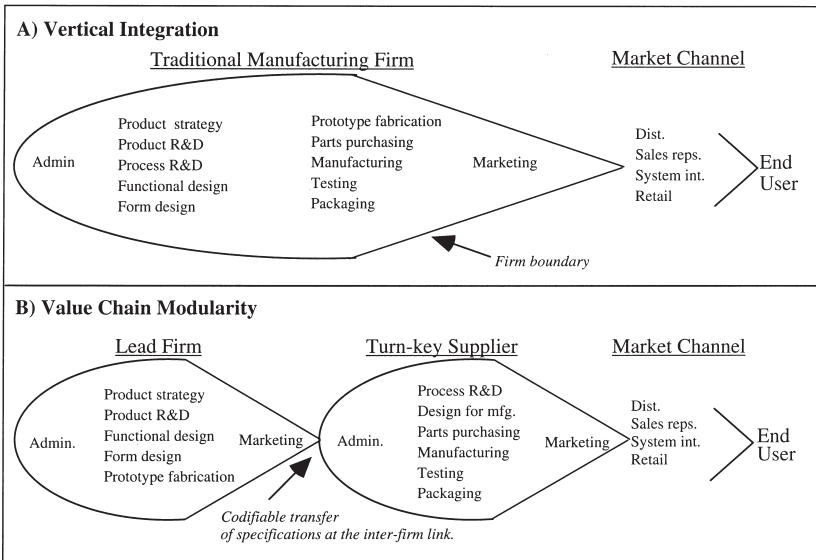 A) Vertical Integration
Traditional Manufacturing Firm
Market Channel
Admin
Product strategy
Product R&D
Process R&D
Functional design
Form design
Prototype fabrication
Parts purchasing
Manufacturing
Testing
Packaging
Marketing
Dist.
Sales reps.
System int.
Retail
End
User
Firm boundary
B) Value Chain Modularity
Lead Firm
Turn-key Supplier
Market Channel
Admin.
Product strategy
Product R&D
Functional design
Form design
Prototype fabrication
Marketing
Admin.
Process R&D
Design for mfg.
Parts purchasing
Manufacturing
Testing
Packaging
Marketing
Dist.
Sales reps.
System int.
Retail
End
User
Codifiable transfer
of specifications at the inter-firm link.